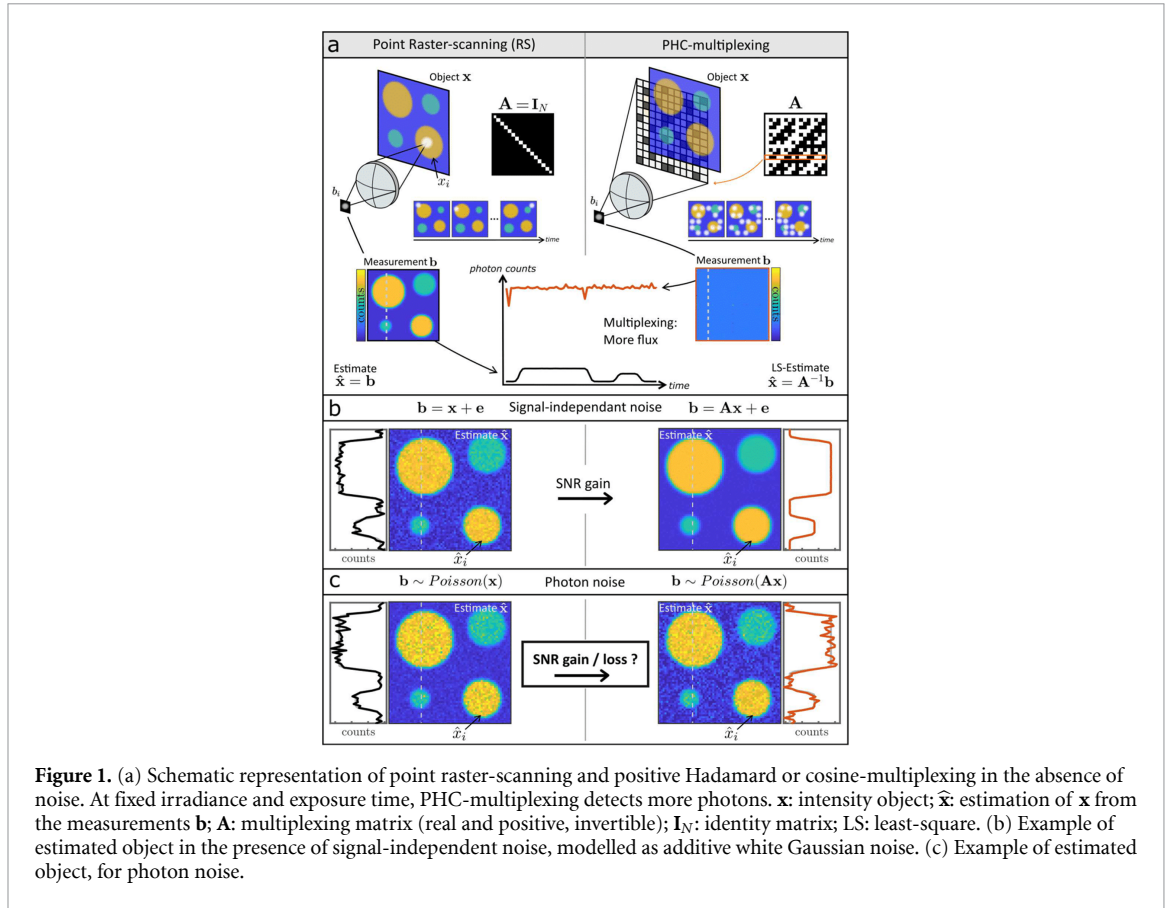 a
Point Raster-scanning (RS)
PHC-multiplexing
Object x
A = I_N
x_i
b_i
time
Measurement b
counts
Estimate
x̂ = b
Object x
A
b_i
time
Measurement b
counts
photon counts
Multiplexing:
More flux
time
LS-Estimate
x̂ = A⁻¹b
b
b = x + e
Signal-independant noise
b = Ax + e
Estimate x̂
x̂_i
counts
SNR gain
Estimate x̂
x̂_i
counts
c
b ∼ Poisson(x)
Photon noise
b ∼ Poisson(Ax)
Estimate x̂
x̂_i
counts
SNR gain / loss ?
Estimate x̂
x̂_i
counts
Figure 1. (a) Schematic representation of point raster-scanning and positive Hadamard or cosine-multiplexing in the absence of
noise. At fixed irradiance and exposure time, PHC-multiplexing detects more photons. x: intensity object; x̂: estimation of x from
the measurements b; A: multiplexing matrix (real and positive, invertible); I_N: identity matrix; LS: least-square. (b) Example of
estimated object in the presence of signal-independent noise, modelled as additive white Gaussian noise. (c) Example of estimated
object, for photon noise.